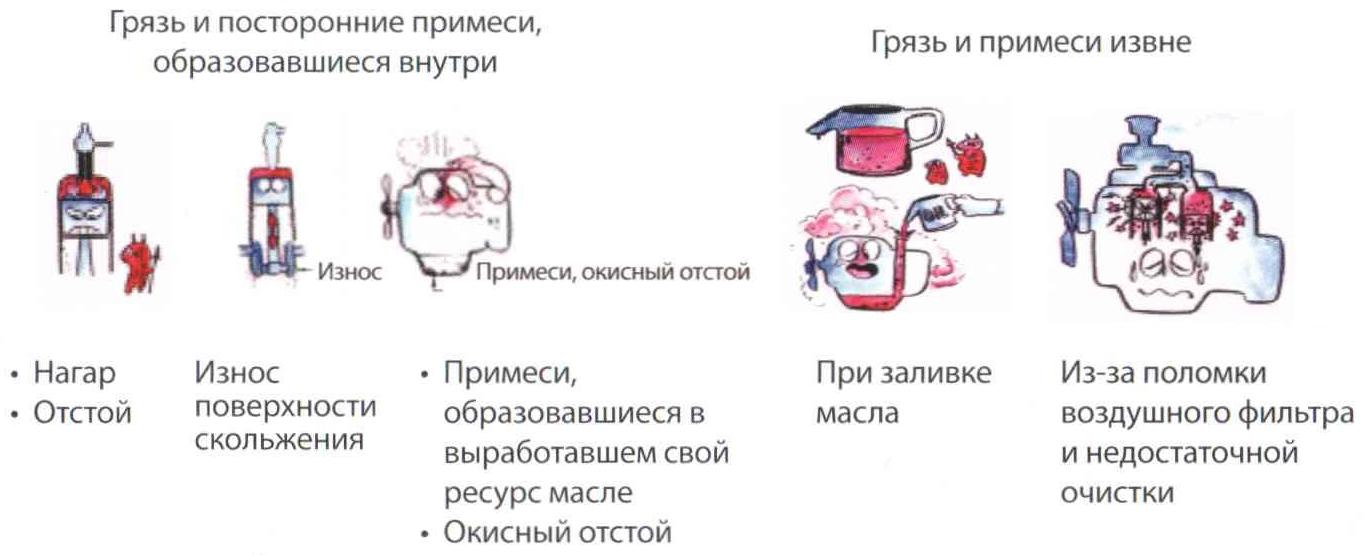 Грязь и посторонние примеси,
образовавшиеся внутри
Грязь и примеси извне
Износ
Примеси, окисный отстой
• Нагар
• Отстой
Износ
поверхности
скольжения
• Примеси,
образовавшиеся в
выработавшем свой
ресурс масле
• Окисный отстой
При заливке
масла
Из-за поломки
воздушного фильтра
и недостаточной
очистки